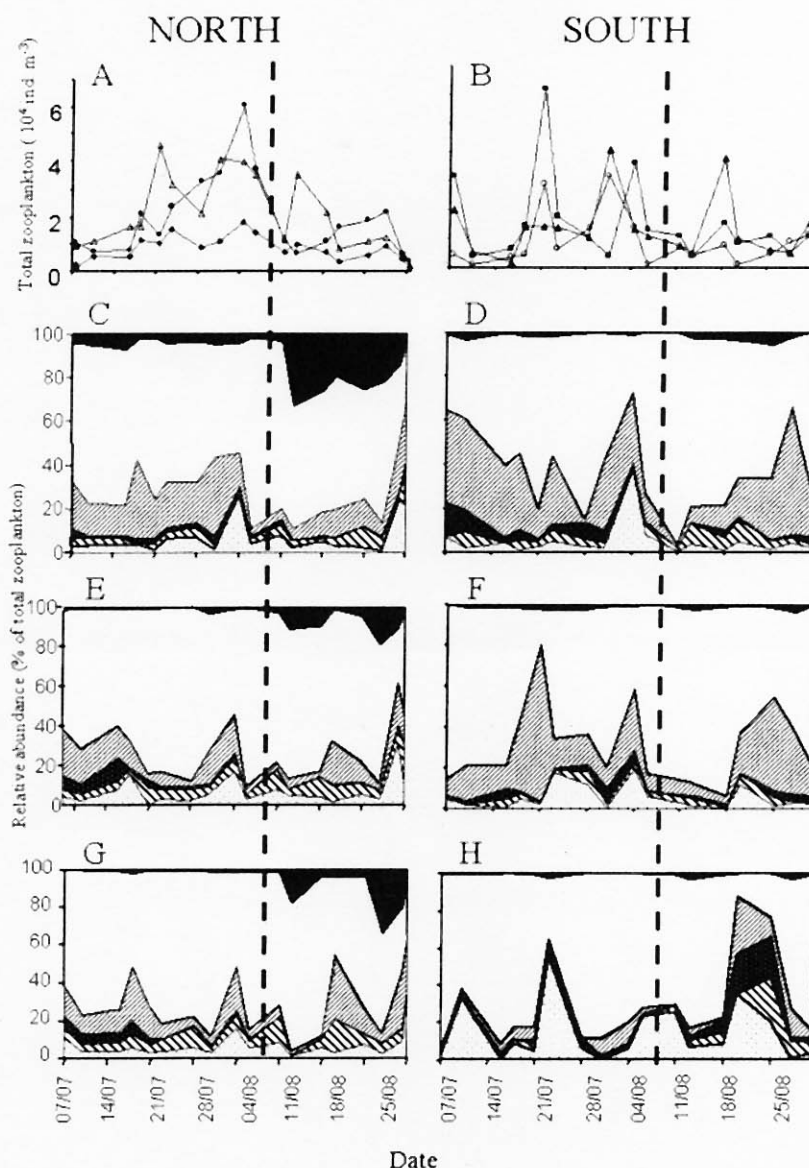 NORTH SOUTH
A B
Total zooplankton ( 10⁴ ind m⁻³)
6
4
2
0
C D
100
80
60
40
20
0
Relative abundance (% of total zooplankton)
E F
100
80
60
40
20
0
G H
100
80
60
40
20
0
07/07 14/07 21/07 28/07 04/08 11/08 18/08 25/08 07/07 14/07 21/07 28/07 04/08 11/08 18/08 25/08
Date